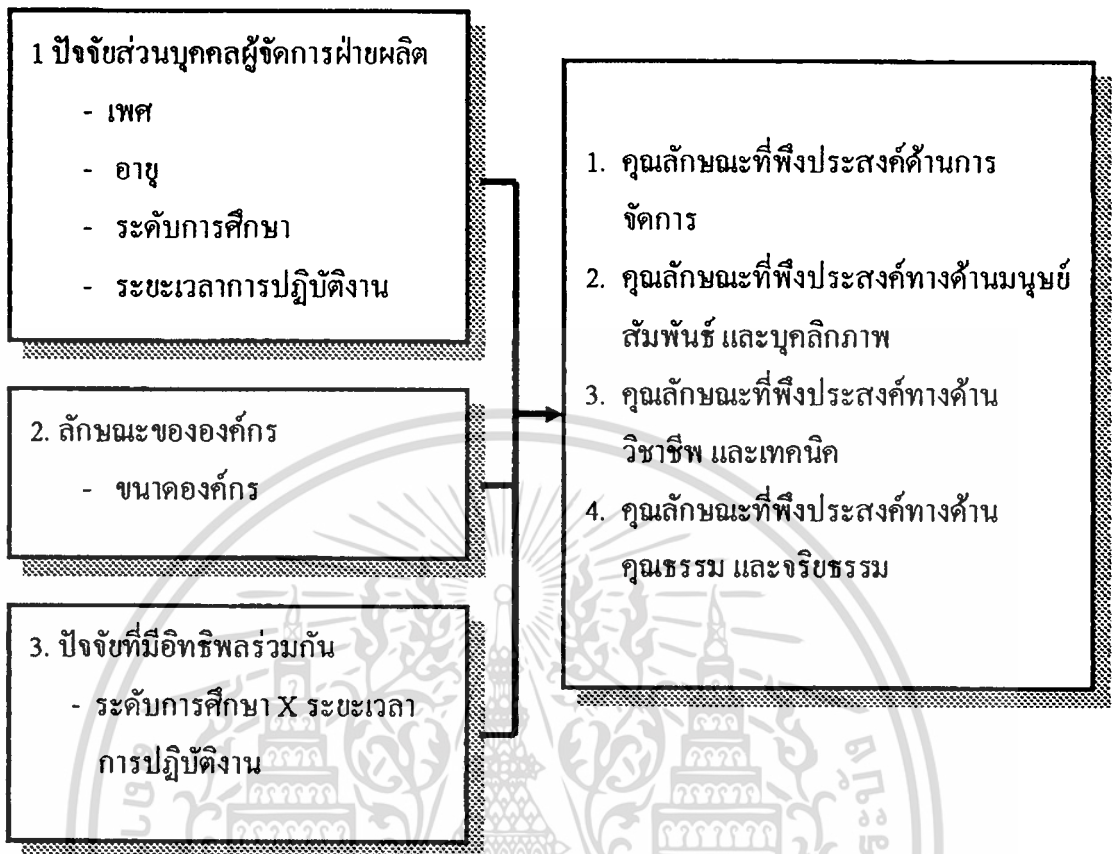 1 ปัจจัยส่วนบุคคลผู้จัดการฝ่ายผลิต
- เพศ
- อายุ
- ระดับการศึกษา
- ระยะเวลาการปฏิบัติงาน
2. ลักษณะขององค์กร
- ขนาดองค์กร
3. ปัจจัยที่มีอิทธิพลร่วมกัน
- ระดับการศึกษา X ระยะเวลา
การปฏิบัติงาน
1. คุณลักษณะที่พึงประสงค์ด้านการ
จัดการ
2. คุณลักษณะที่พึงประสงค์ทางด้านมนุษย์
สัมพันธ์ และบุคลิกภาพ
3. คุณลักษณะที่พึงประสงค์ทางด้าน
วิชาชีพ และเทคนิค
4. คุณลักษณะที่พึงประสงค์ทางด้าน
คุณธรรม และจริยธรรม